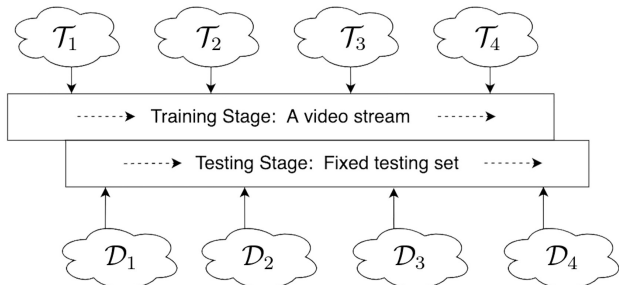 𝒯₁ 𝒯₂ 𝒯₃ 𝒯₄
Training Stage: A video stream
Testing Stage: Fixed testing set
𝒟₁ 𝒟₂ 𝒟₃ 𝒟₄